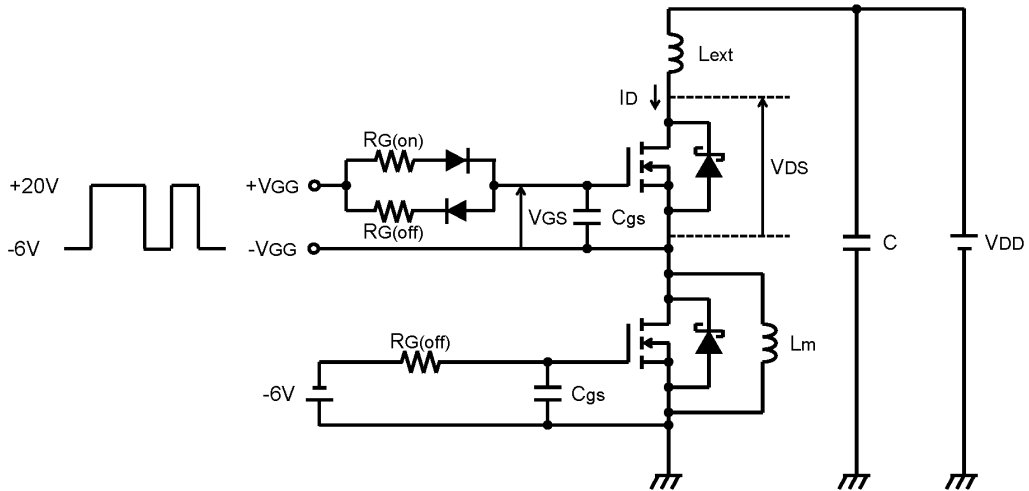 Lext
ID
RG(on)
VDS
+20V
+VGG
VGS
Cgs
RG(off)
-6V
-VGG
C
VDD
RG(off)
Lm
-6V
Cgs